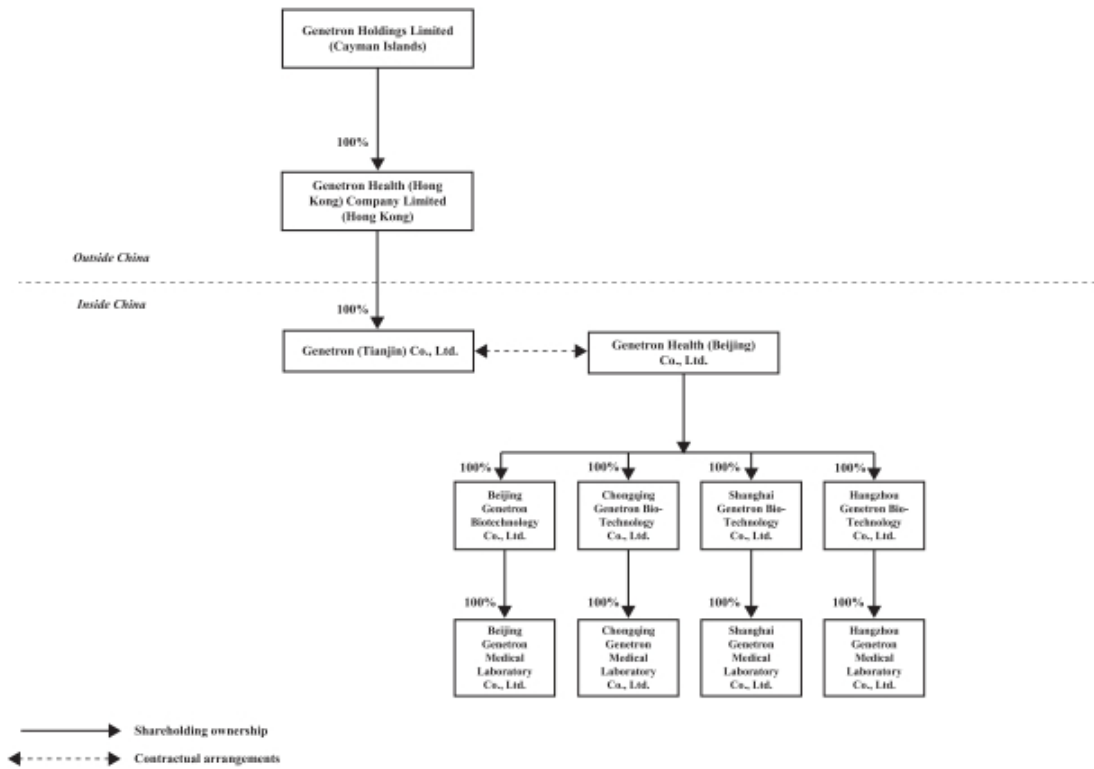 Genetron Holdings Limited
(Cayman Islands)
100%
Genetron Health (Hong
Kong) Company Limited
(Hong Kong)
Outside China
Inside China
100%
Genetron (Tianjin) Co., Ltd.
Genetron Health (Beijing)
Co., Ltd.
100%
100%
100%
100%
Beijing
Genetron
Biotechnology
Co., Ltd.
Chongqing
Genetron Bio-
Technology
Co., Ltd.
Shanghai
Genetron Bio-
Technology
Co., Ltd.
Hangzhou
Genetron Bio-
Technology
Co., Ltd.
100%
100%
100%
100%
Beijing
Genetron
Medical
Laboratory
Co., Ltd.
Chongqing
Genetron
Medical
Laboratory
Co., Ltd.
Shanghai
Genetron
Medical
Laboratory
Co., Ltd.
Hangzhou
Genetron
Medical
Laboratory
Co., Ltd.
Shareholding ownership
Contractual arrangements